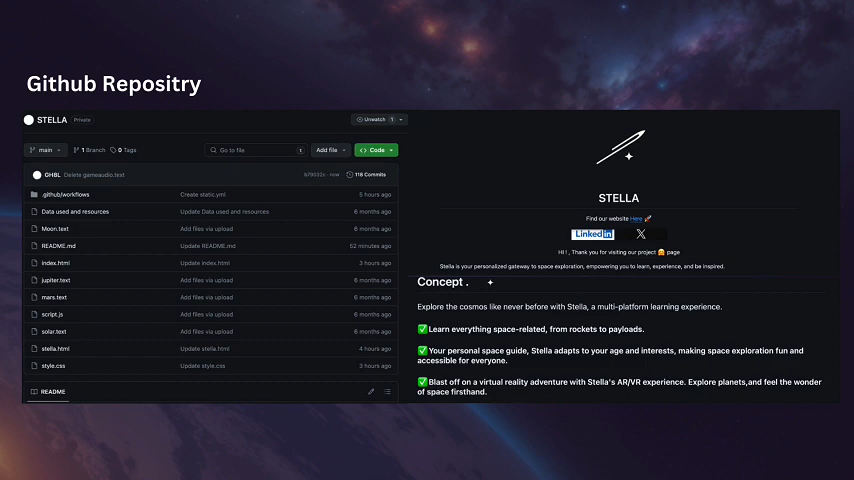 Github Repositry
STELLA Private
Unwatch 1
main 1 Branch 0 Tags Go to file Add file Code
GHBL Delete gameaudio.text now 118 Commits
.github/workflows Create static.yml 5 hours ago
Data used and resources Update Data used and resources 6 months ago
Moon.text Add files via upload 6 months ago
README.md Update README.md 52 minutes ago
index.html Update index.html 3 hours ago
jupiter.text Add files via upload 6 months ago
mars.text Add files via upload 6 months ago
script.js Add files via upload 6 months ago
solar.text Add files via upload 6 months ago
stella.html Update stella.html 4 hours ago
style.css Update style.css 3 hours ago
README
STELLA
Find our website Here 🚀
Linked in X
HI! , Thank you for visiting our project 🤗 page
Stella is your personalized gateway to space exploration, empowering you to learn, experience, and be inspired.
Concept .
Explore the cosmos like never before with Stella, a multi-platform learning experience.
✅Learn everything space-related, from rockets to payloads.
✅Your personal space guide, Stella adapts to your age and interests, making space exploration fun and
accessible for everyone.
✅Blast off on a virtual reality adventure with Stella's AR/VR experience. Explore planets,and feel the wonder
of space firsthand.